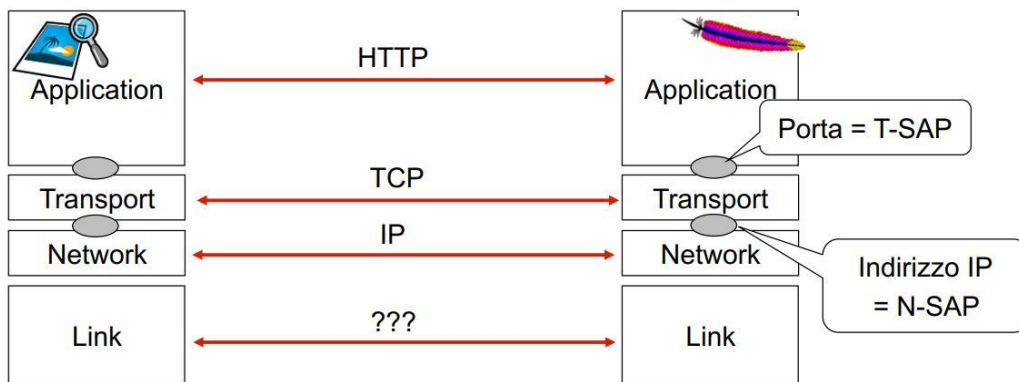 Application
HTTP
Application
Porta = T-SAP
Transport
TCP
Transport
Network
IP
Network
Indirizzo IP
= N-SAP
Link
???
Link